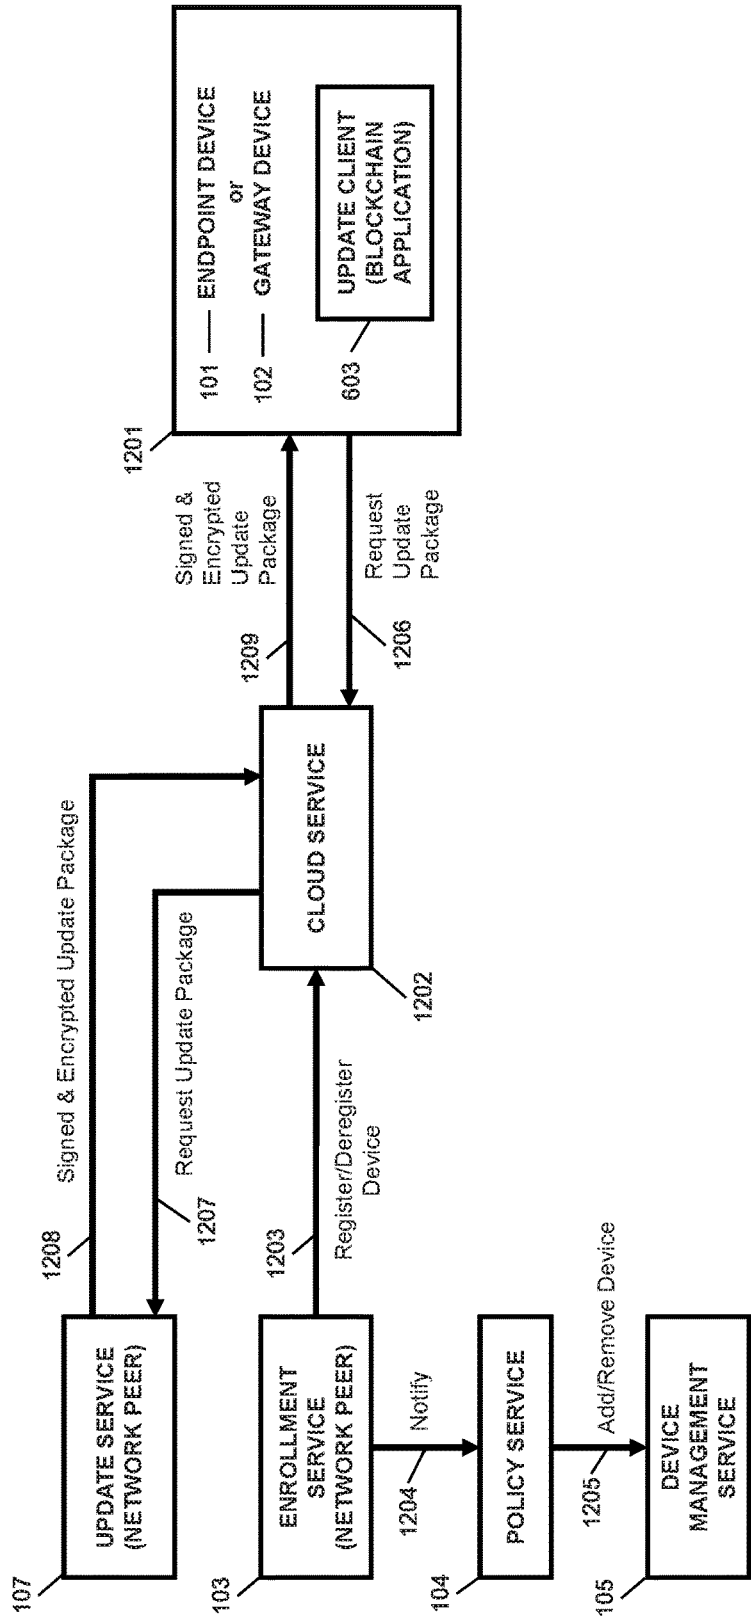 107
UPDATE SERVICE
(NETWORK PEER)
1208
Signed & Encrypted Update Package
1207
Request Update Package
103
ENROLLMENT
SERVICE
(NETWORK PEER)
1203
Register/Deregister
Device
1202
CLOUD SERVICE
1204
Notify
104
POLICY SERVICE
1205
Add/Remove Device
105
DEVICE
MANAGEMENT
SERVICE
1209
Signed &
Encrypted
Update
Package
1206
Request
Update
Package
1201
101
ENDPOINT DEVICE
or
102
GATEWAY DEVICE
603
UPDATE CLIENT
(BLOCKCHAIN
APPLICATION)